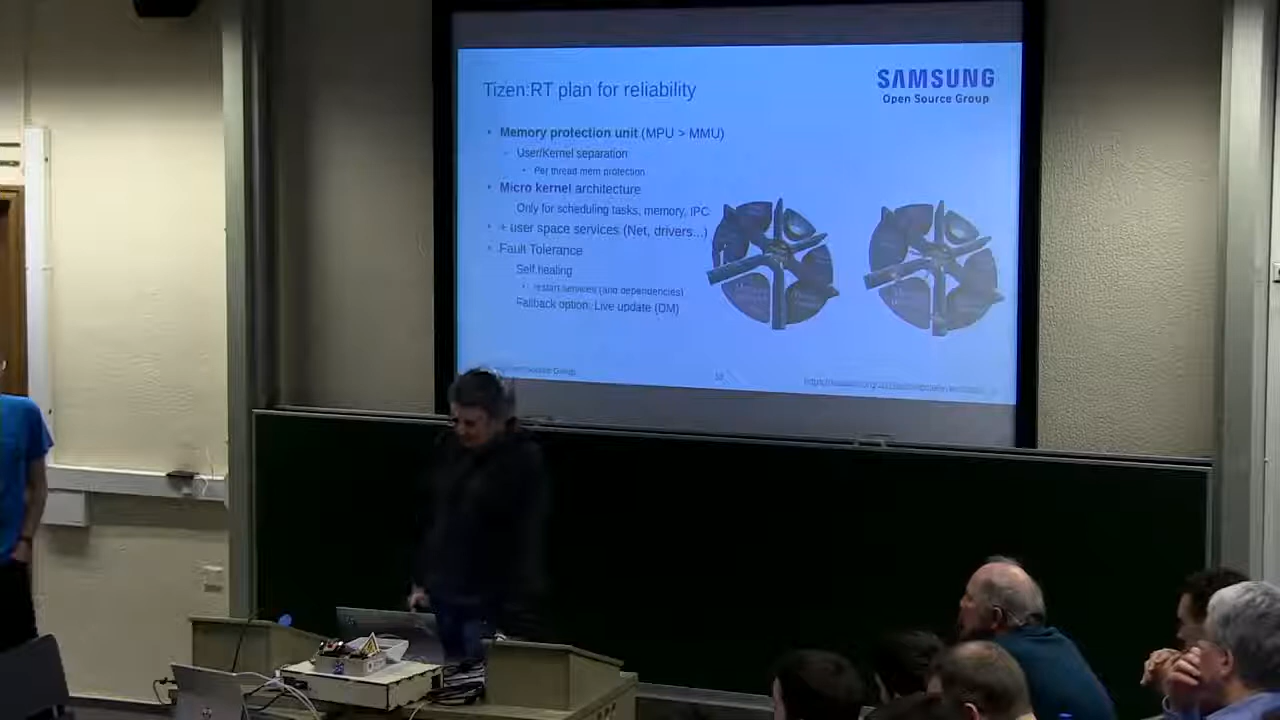 Tizen:RT plan for reliability
SAMSUNG
Open Source Group
Memory protection unit (MPU > MMU)
User/Kernel separation
Per thread mem protection
Micro kernel architecture
Only for scheduling tasks, memory, IPC
+ user space services (Net, drivers...)
Fault Tolerance
Self healing
restart services (and dependencies)
Fallback option: Live update (DM)